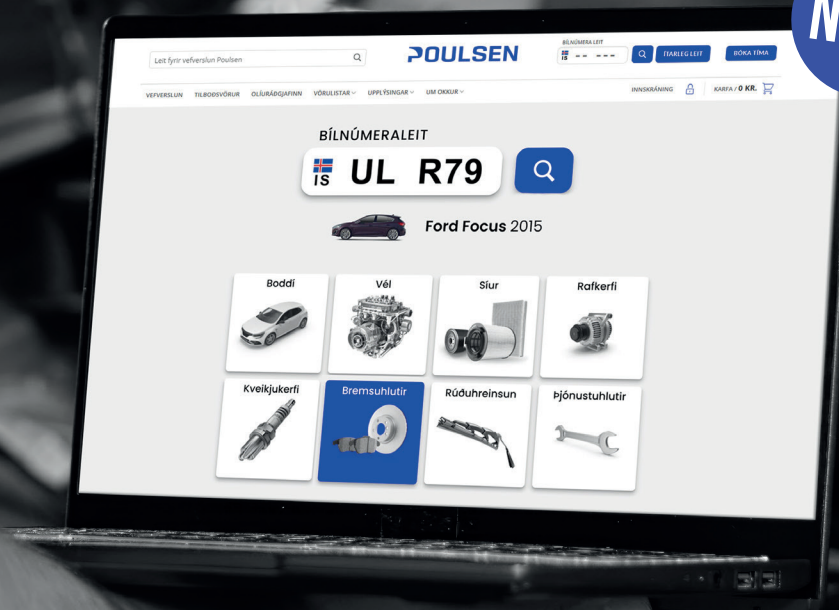 Leit fyrir vefverslun Poulsen
POULSEN
BÍLNÚMERA LEIT
IS -- ---
ÍTARLEG LEIT
BÓKA TÍMA
VEFVERSLUN TILBOÐSVÖRUR OLÍURÁÐGJAFINN VÖRULISTAR UPPLÝSINGAR UM OKKUR
INNSKRÁNING
KARFA / 0 KR.
BÍLNÚMERALEIT
IS UL R79
Ford Focus 2015
Boddí Vél Síur Rafkerfi
Kveikjukerfi Bremsuhlutir Rúðuhreinsun Þjónustuhlutir